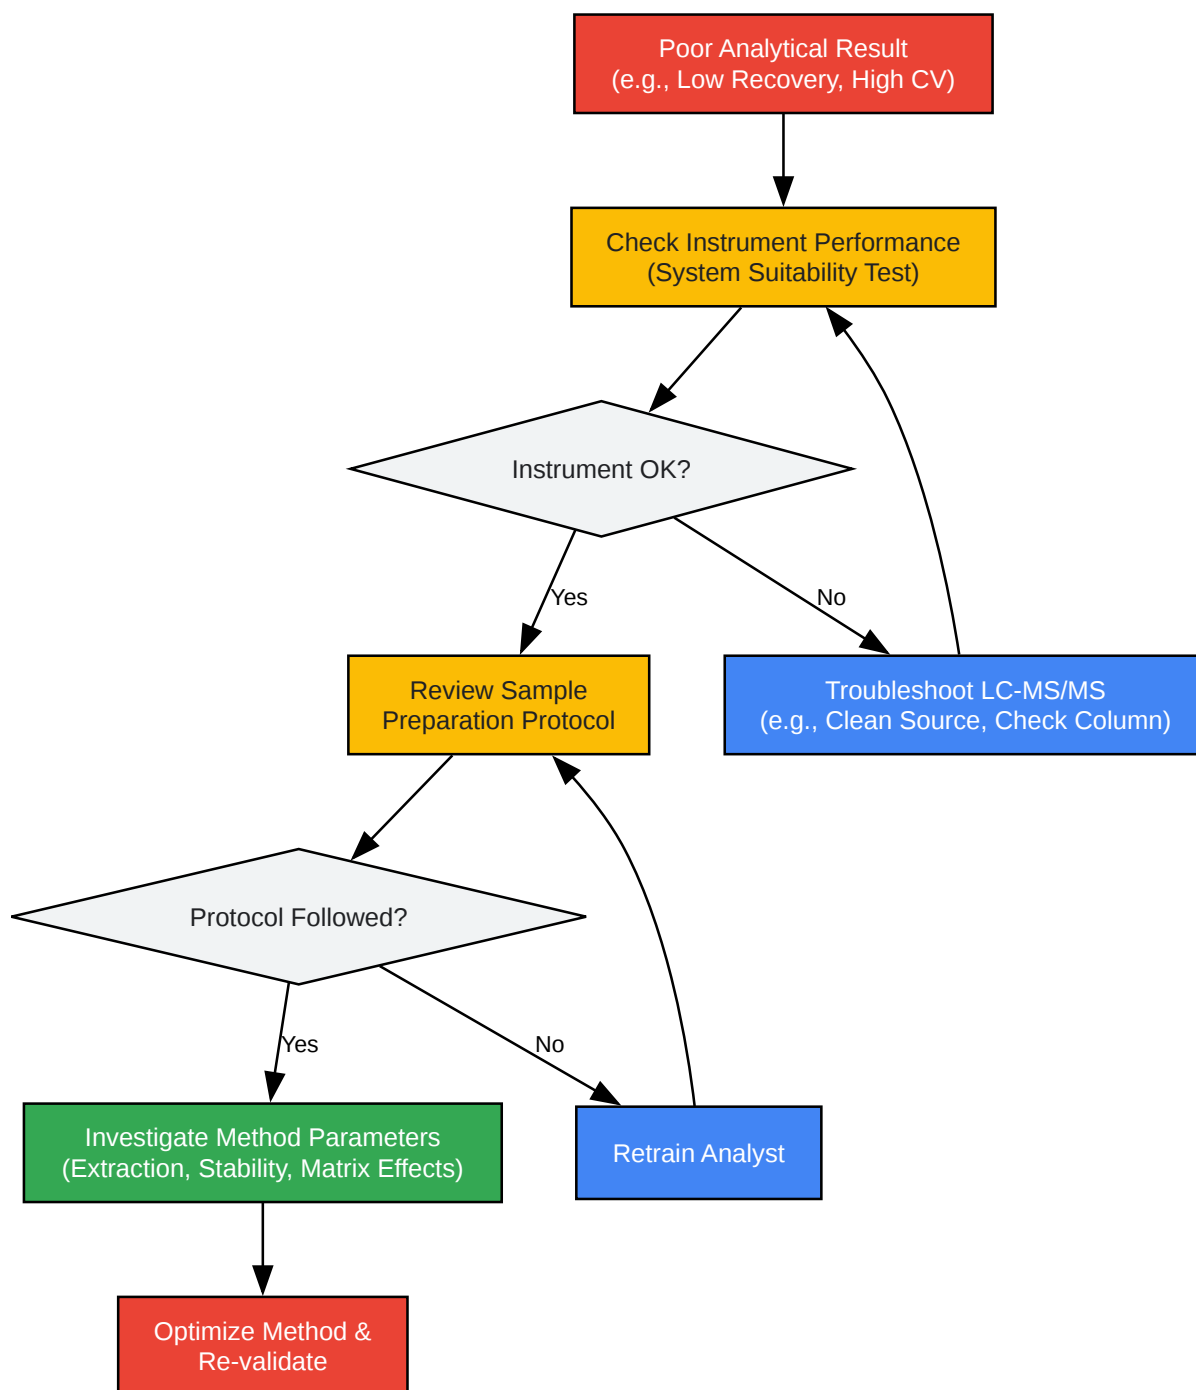 Poor Analytical Result
(e.g., Low Recovery, High CV)
Check Instrument Performance
(System Suitability Test)
Instrument OK?
Yes
No
Review Sample
Preparation Protocol
Troubleshoot LC-MS/MS
(e.g., Clean Source, Check Column)
Protocol Followed?
Yes
No
Investigate Method Parameters
(Extraction, Stability, Matrix Effects)
Retrain Analyst
Optimize Method &
Re-validate